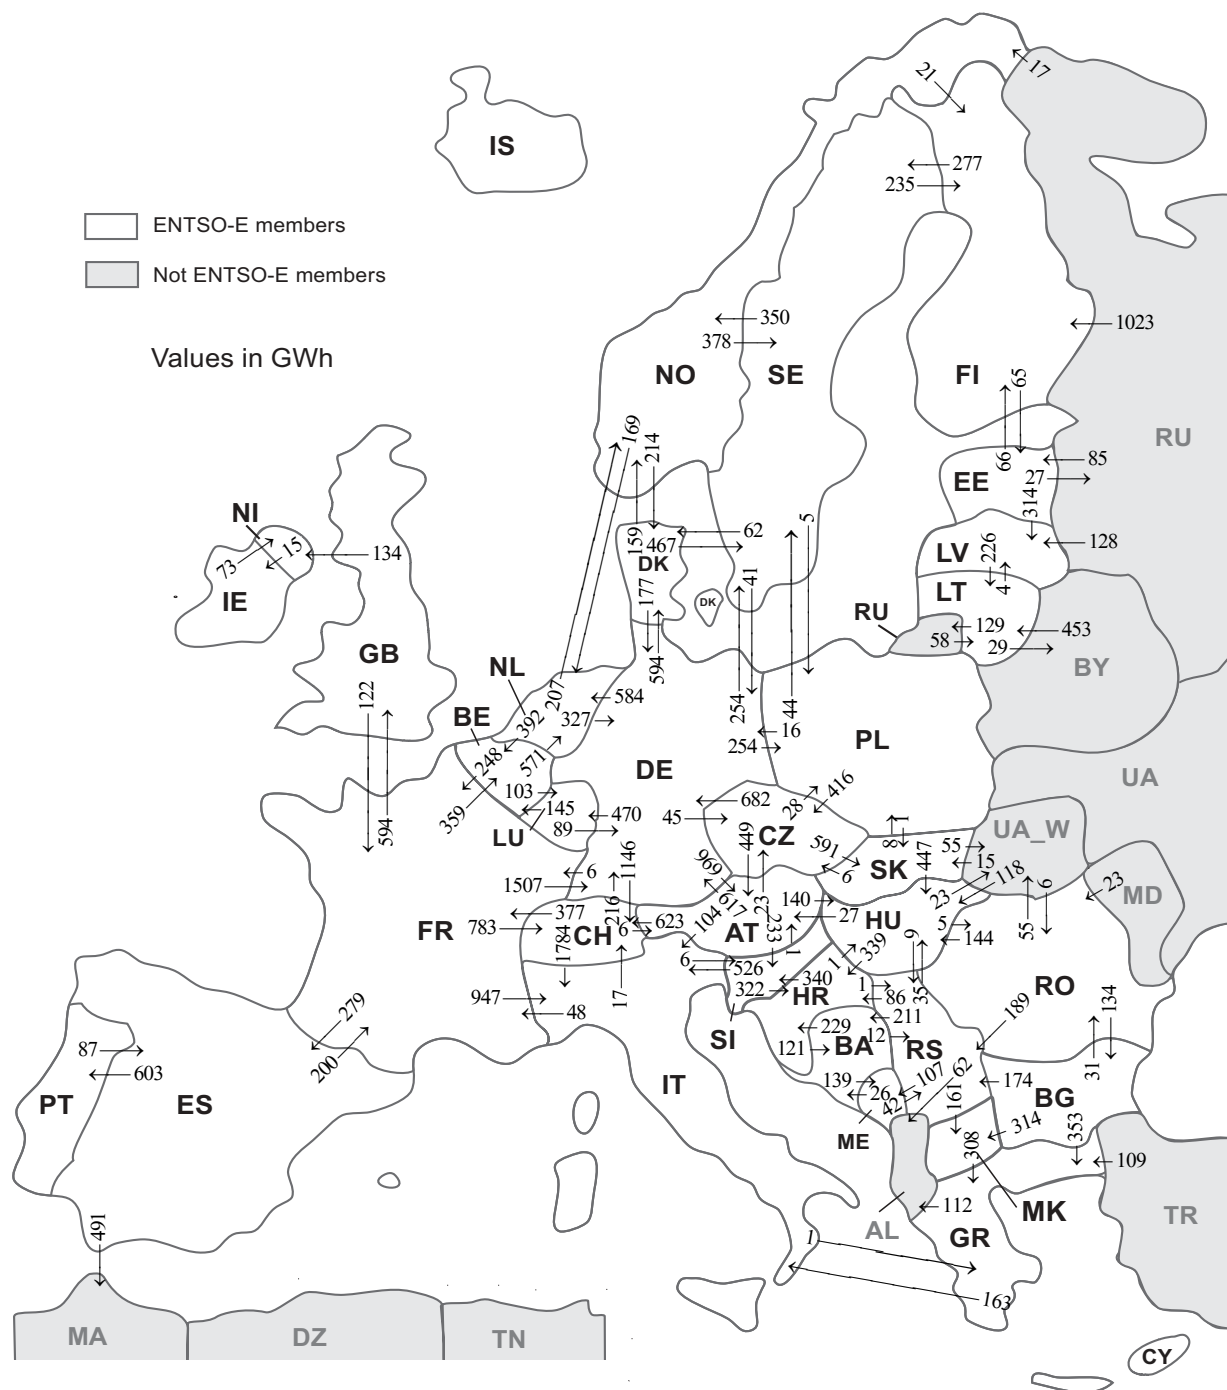 17
21
IS
277
235
ENTSO-E members
Not ENTSO-E members
350
378
1023
Values in GWh
NO
SE
FI
65
RU
169
214
66
85
27
EE
314
NI
15
134
73
IE
159
62
467
DK
5
41
177
DK
128
LV
226
4
LT
RU
129
58
453
29
BY
GB
122
NL
594
207
584
327
254
44
16
254
BE
392
248
571
PL
DE
UA
103
359
145
LU
470
89
594
682
45
28
416
CZ
449
591
6
8
1
SK
447
55
15
UA_W
118
23
MD
23
6
1507
1146
216
969
617
140
27
FR
377
783
CH
1784
6
623
104
AT
23
233
1
HU
5
144
9
55
6
6
526
322
340
1
339
HR
35
RO
17
947
48
1
86
211
12
189
134
SI
229
121
BA
RS
279
200
87
603
PT
ES
IT
139
26
107
42
62
161
174
31
BG
ME
314
308
353
109
491
AL
112
MK
GR
TR
1
163
MA
DZ
TN
CY